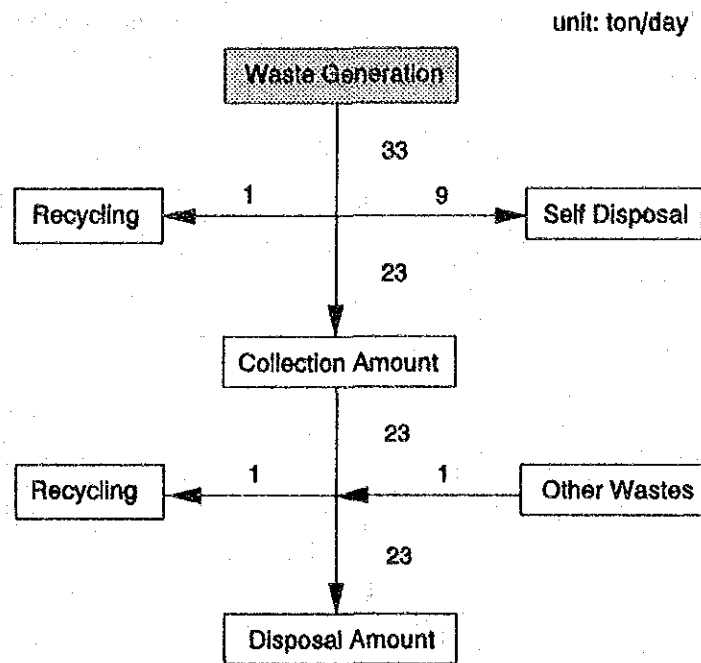 unit: ton/day
Waste Generation
33
1
9
Recycling
Self Disposal
23
Collection Amount
23
1
1
Recycling
Other Wastes
23
Disposal Amount